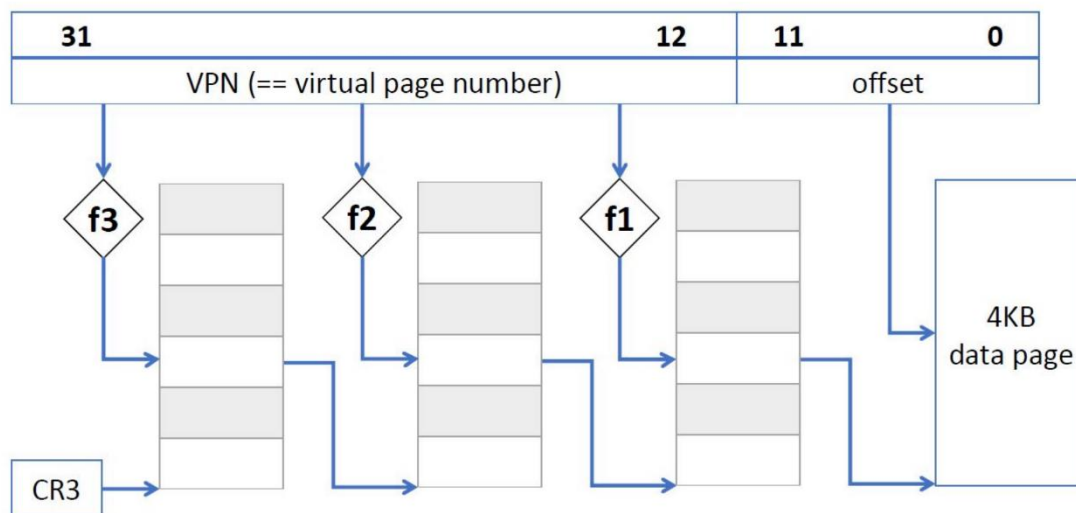 31 12 11 0
VPN (== virtual page number) offset
f3 f2 f1
4KB
data page
CR3